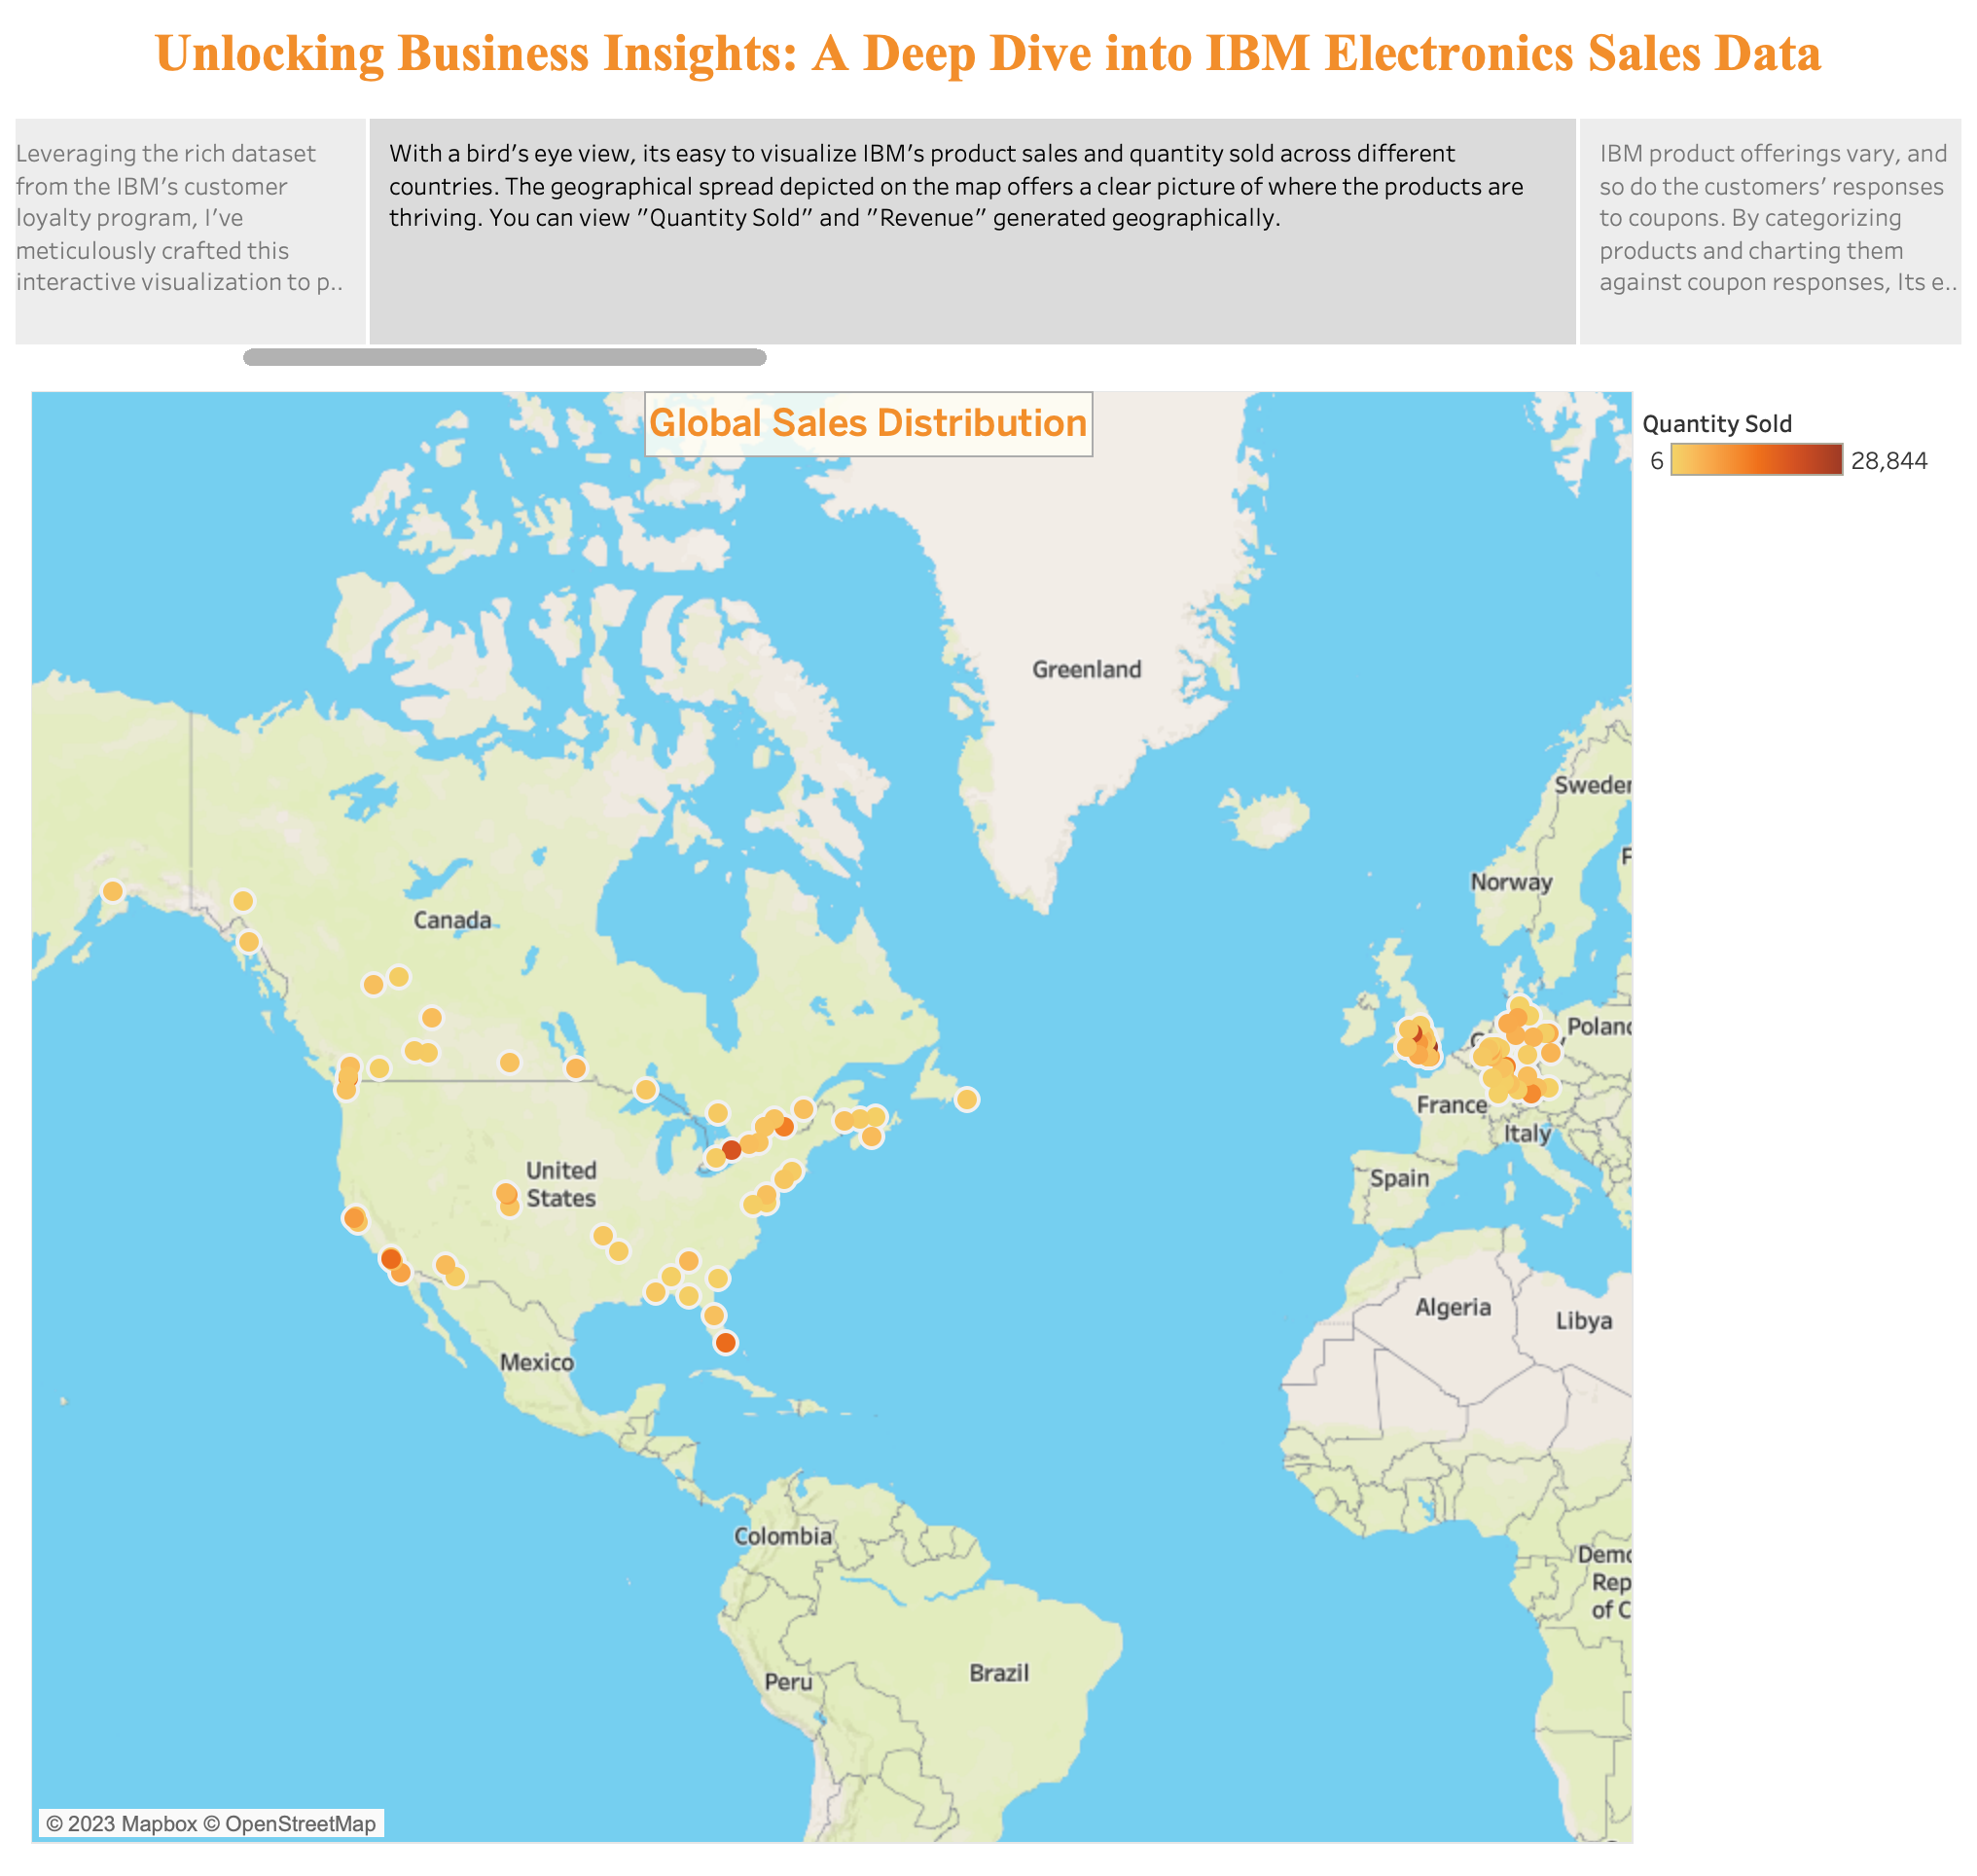 Unlocking Business Insights: A Deep Dive into IBM Electronics Sales Data
Leveraging the rich dataset
from the IBM's customer
loyalty program, I've
meticulously crafted this
interactive visualization to p..
With a bird's eye view, its easy to visualize IBM's product sales and quantity sold across different
countries. The geographical spread depicted on the map offers a clear picture of where the products are
thriving. You can view "Quantity Sold" and "Revenue" generated geographically.
IBM product offerings vary, and
so do the customers' responses
to coupons. By categorizing
products and charting them
against coupon responses, Its e..
Global Sales Distribution
Quantity Sold
6
28,844
Greenland
Sweden
F
Norway
Canada
Poland
France
Italy
United
States
Spain
Algeria
Libya
Mexico
Colombia
Demo
Rep
of C
Peru
Brazil
© 2023 Mapbox © OpenStreetMap